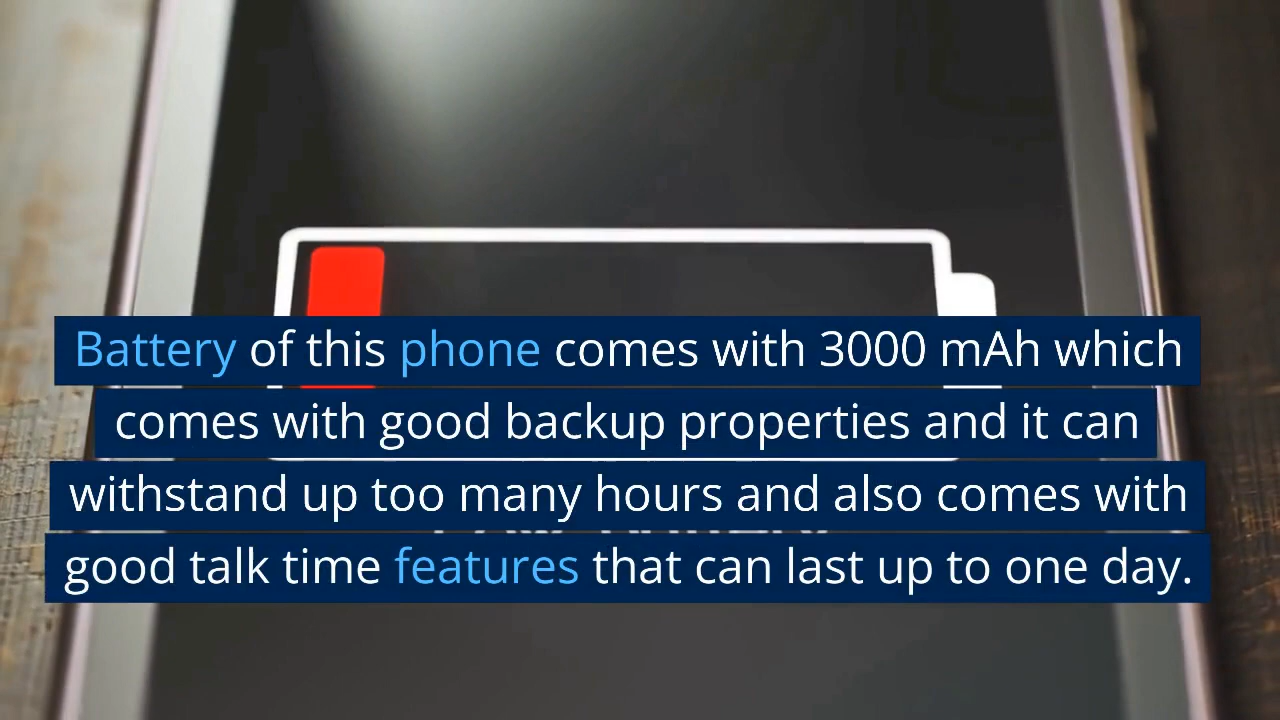 Battery of this phone comes with 3000 mAh which
comes with good backup properties and it can
withstand up too many hours and also comes with
good talk time features that can last up to one day.